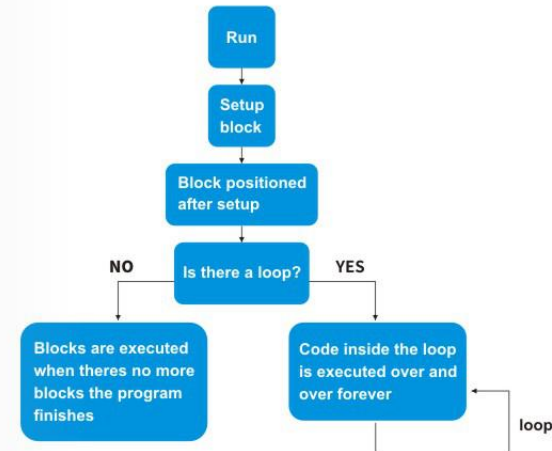 Run
Setup
block
Block positioned
after setup
Is there a loop?
NO
YES
Blocks are executed
when theres no more
blocks the program
finishes
Code inside the loop
is executed over and
over forever
loop